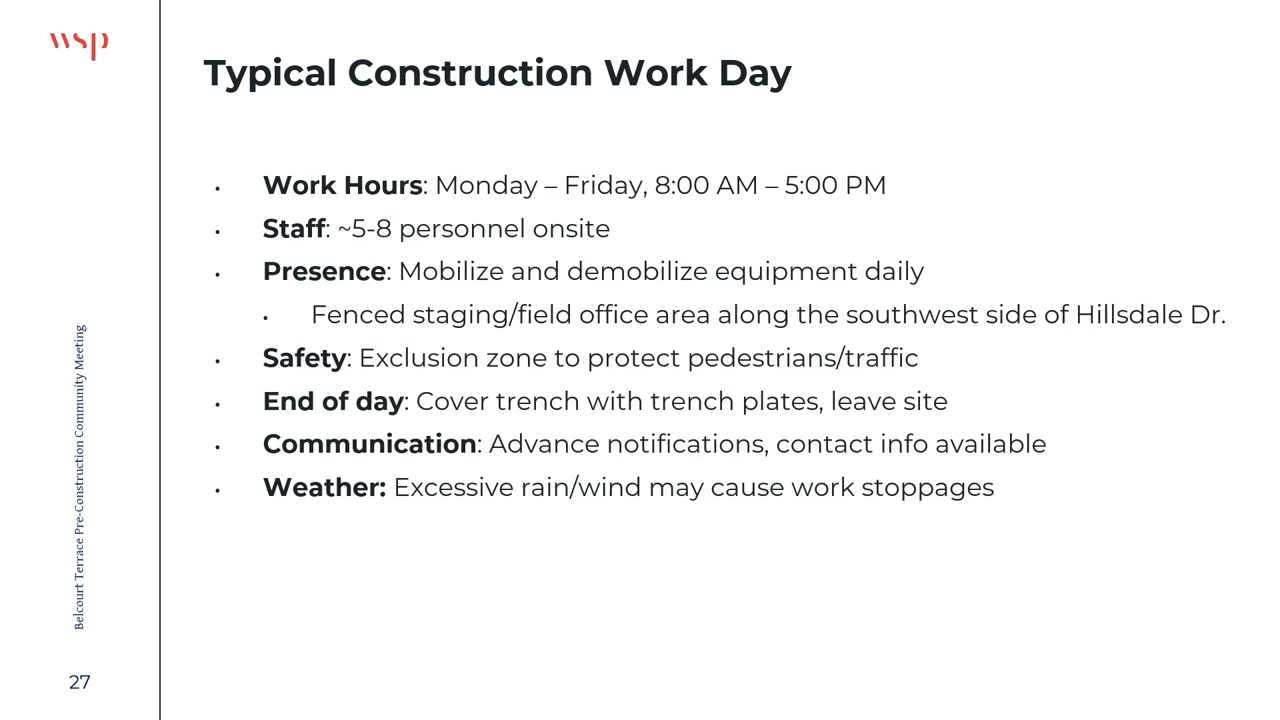 wsp
Typical Construction Work Day
• Work Hours: Monday – Friday, 8:00 AM – 5:00 PM
• Staff: ~5-8 personnel onsite
• Presence: Mobilize and demobilize equipment daily
• Fenced staging/field office area along the southwest side of Hillsdale Dr.
• Safety: Exclusion zone to protect pedestrians/traffic
• End of day: Cover trench with trench plates, leave site
• Communication: Advance notifications, contact info available
• Weather: Excessive rain/wind may cause work stoppages
Belcourt Terrace Pre-Construction Community Meeting
27